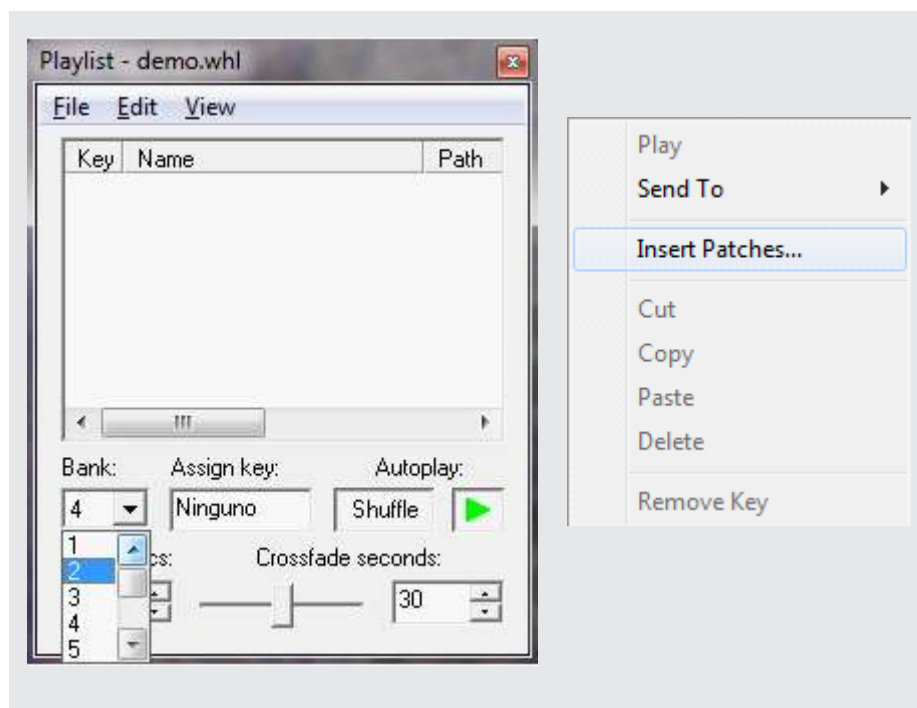 Playlist - demo.whl
File Edit View
Key Name Path
Bank: Assign key: Autoplay:
4 Ninguno Shuffle
1
2
cs: Crossfade seconds:
3
30
4
5
Play
Send To
Insert Patches...
Cut
Copy
Paste
Delete
Remove Key